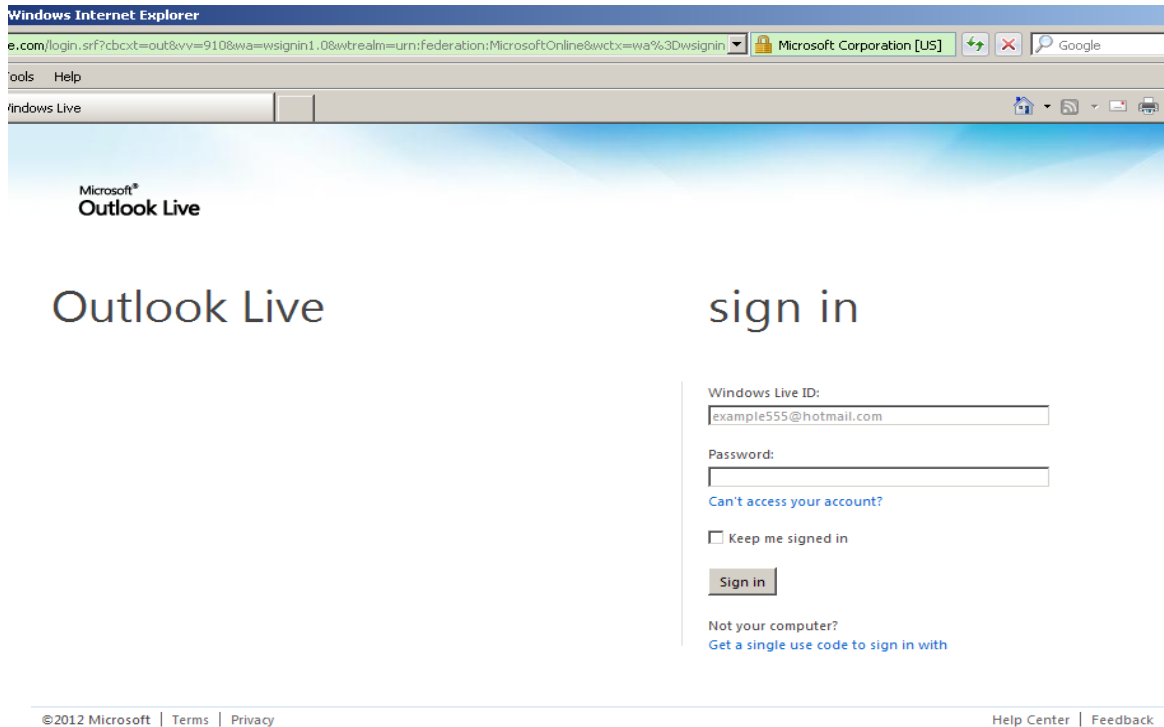 Windows Internet Explorer
e.com/login.srf?cbcxt=out&vv=910&wa=wsignin1.0&wtrealm=urn:federation:MicrosoftOnline&wctx=wa%3Dwsignin Microsoft Corporation [US] Google
Tools Help
Windows Live
Microsoft®
Outlook Live
Outlook Live
sign in
Windows Live ID:
example555@hotmail.com
Password:
Can't access your account?
Keep me signed in
Sign in
Not your computer?
Get a single use code to sign in with
©2012 Microsoft | Terms | Privacy Help Center | Feedback